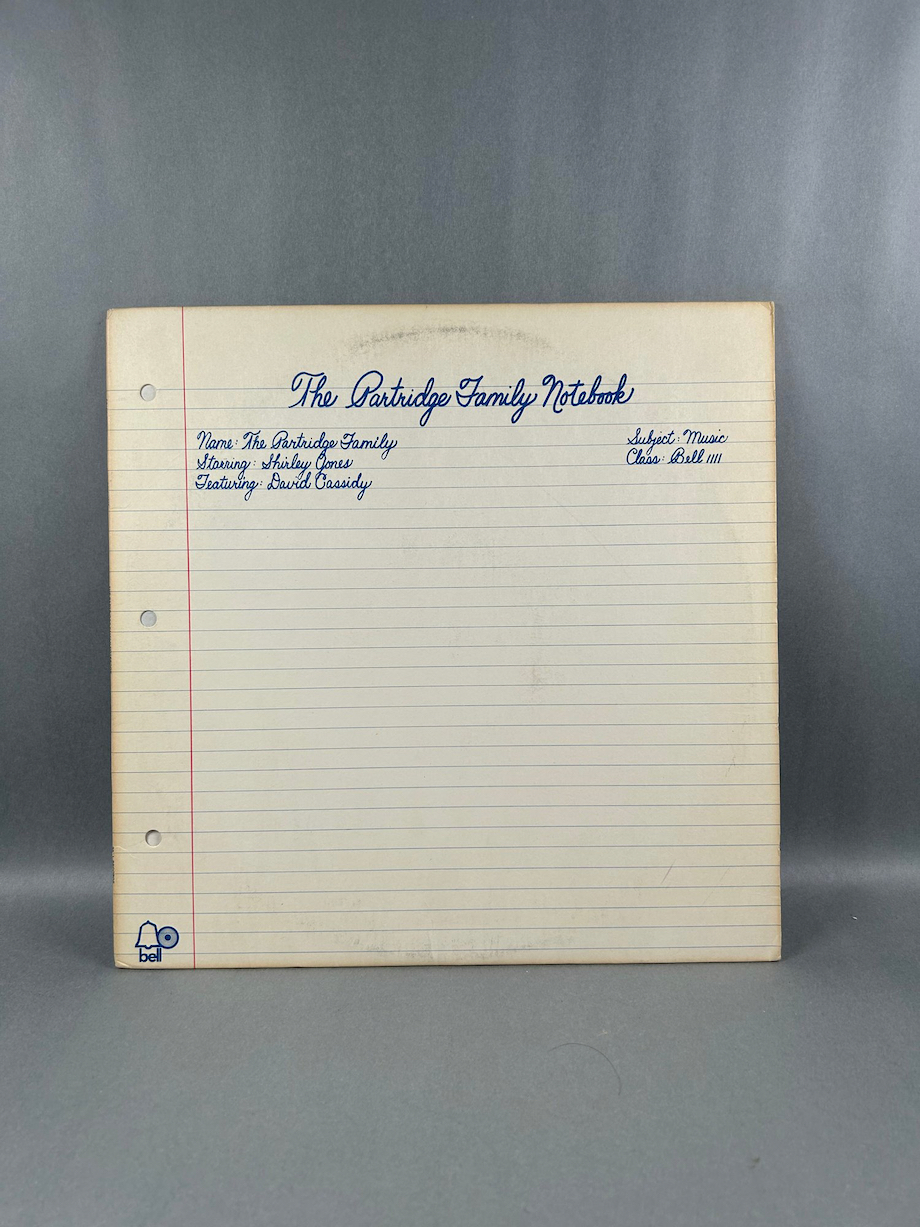 The Partridge Family Notebook
Name: The Partridge Family
Starring: Shirley Jones
Featuring: David Cassidy
Subject: Music
Class: Bell 1111
bell